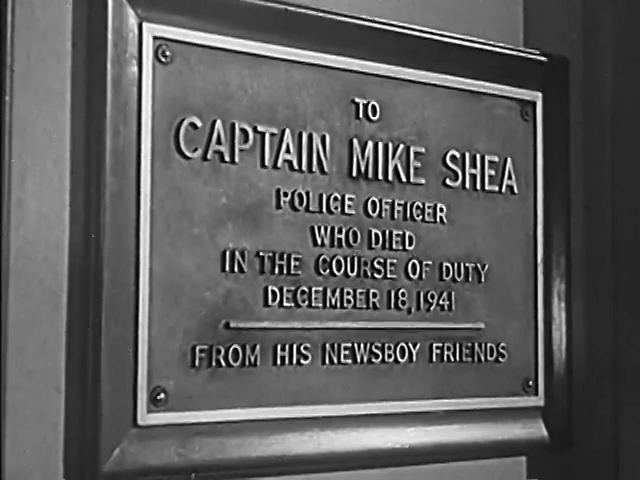 TO
CAPTAIN MIKE SHEA
POLICE OFFICER
WHO DIED
IN THE COURSE OF DUTY
DECEMBER 18, 1941
FROM HIS NEWSBOY FRIENDS